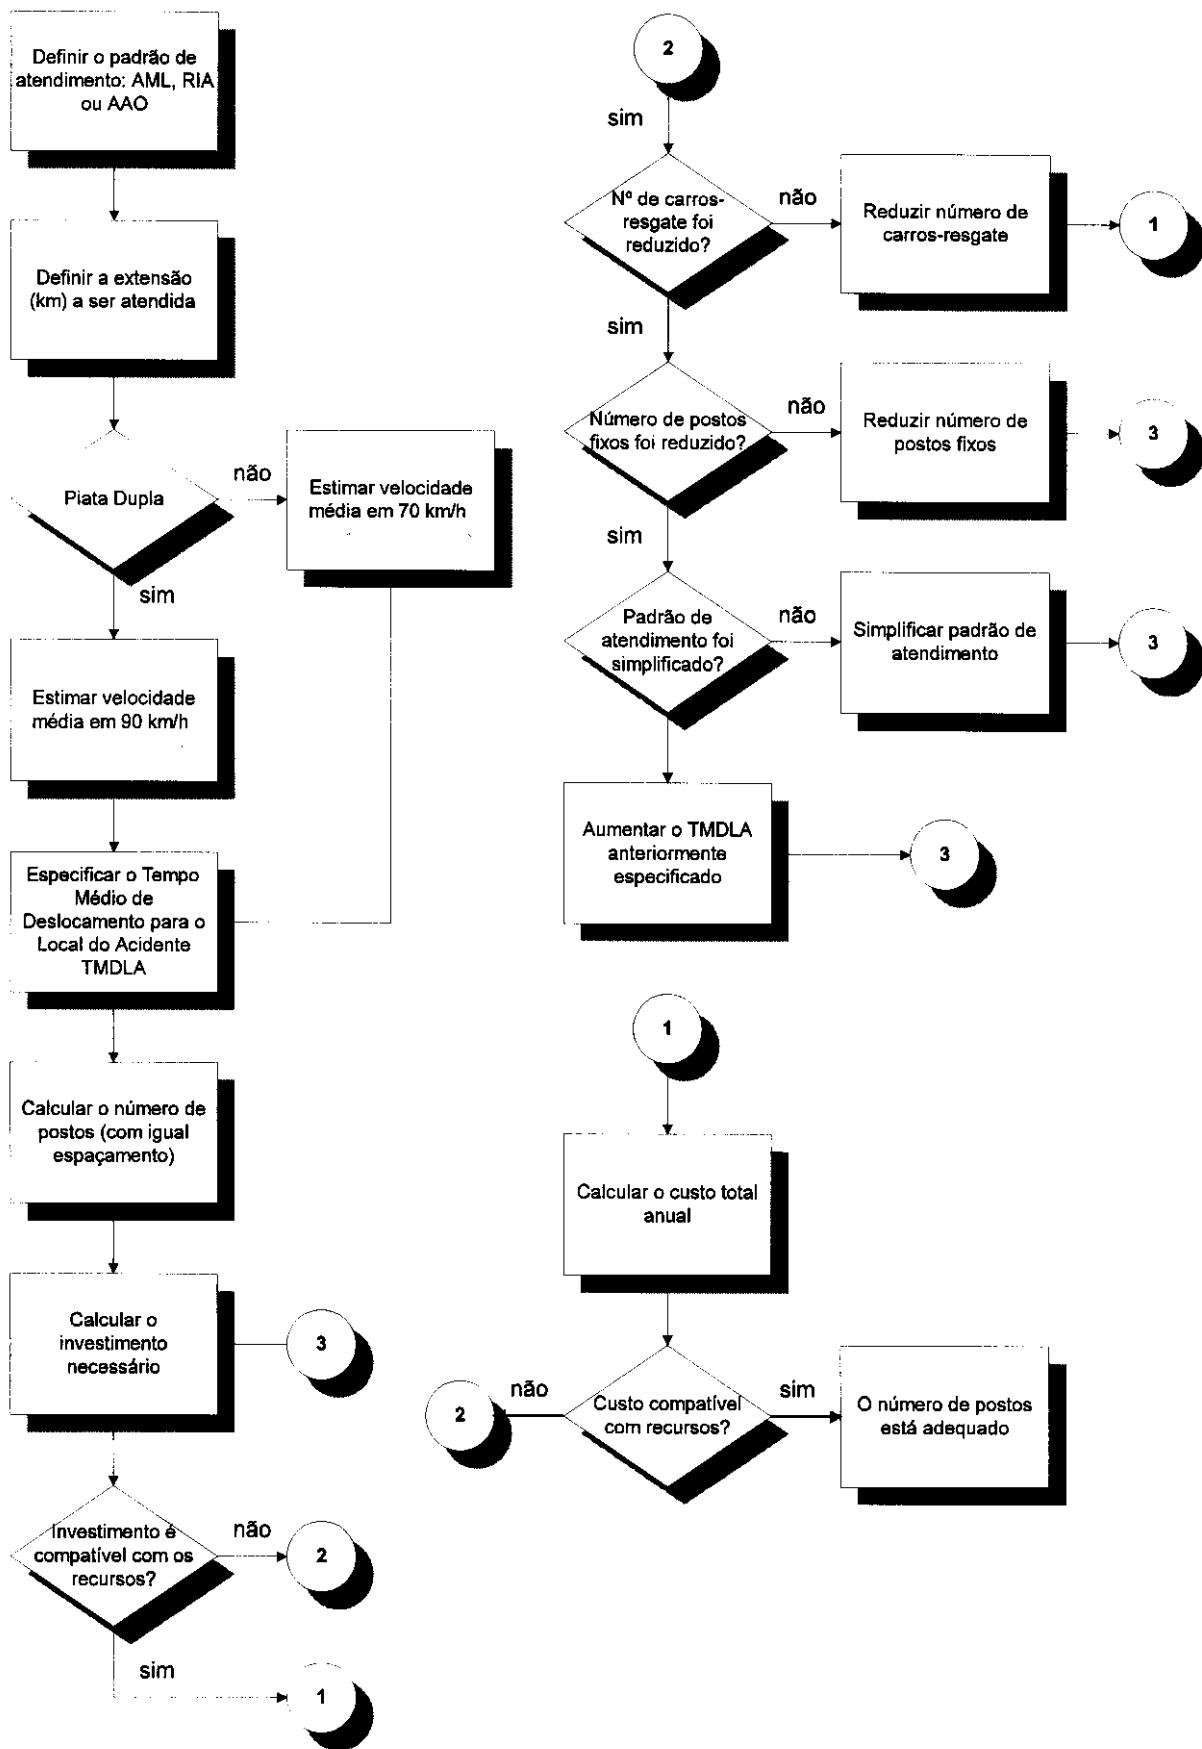 Definir o padrão de
atendimento: AML, RIA
ou AAO
Definir a extensão
(km) a ser atendida
Piata Dupla
não
Estimar velocidade
média em 70 km/h
sim
Estimar velocidade
média em 90 km/h
Especificar o Tempo
Médio de
Deslocamento para o
Local do Acidente
TMDLA
Calcular o número de
postos (com igual
espaçamento)
Calcular o
investimento
necessário
3
Investimento é
compatível com os
recursos?
não
2
sim
1
2
sim
Nº de carros-
resgate foi
reduzido?
não
Reduzir número de
carros-resgate
1
sim
Número de postos
fixos foi reduzido?
não
Reduzir número de
postos fixos
3
sim
Padrão de
atendimento foi
simplificado?
não
Simplificar padrão de
atendimento
3
Aumentar o TMDLA
anteriormente
especificado
3
1
Calcular o custo total
anual
2
não
Custo compatível
com recursos?
sim
O número de postos
está adequado